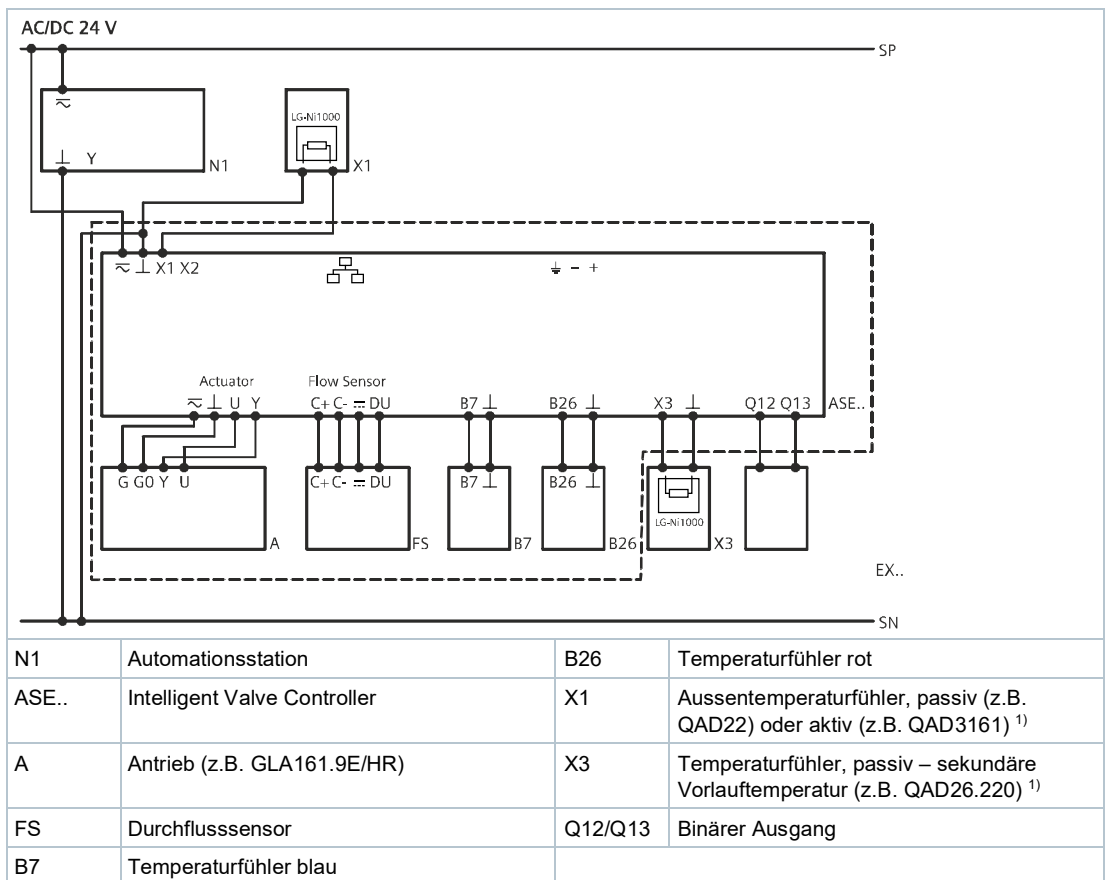 AC/DC 24 V
SP
LG-Ni1000
⊥ Y
N1
X1
⊥ X1 X2
⏚ - +
Actuator
Flow Sensor
⊥ U Y
C+ C- ⎓ DU
B7 ⊥
B26 ⊥
X3 ⊥
Q12 Q13
ASE..
G G0 Y U
C+ C- ⎓ DU
B7 ⊥
B26 ⊥
LG-Ni1000
A
FS
B7
B26
X3
EX..
SN
N1 Automationsstation B26 Temperaturfühler rot
ASE.. Intelligent Valve Controller X1 Aussentemperaturfühler, passiv (z.B.
QAD22) oder aktiv (z.B. QAD3161) 1)
A Antrieb (z.B. GLA161.9E/HR) X3 Temperaturfühler, passiv – sekundäre
Vorlauftemperatur (z.B. QAD26.220) 1)
FS Durchflusssensor Q12/Q13 Binärer Ausgang
B7 Temperaturfühler blau